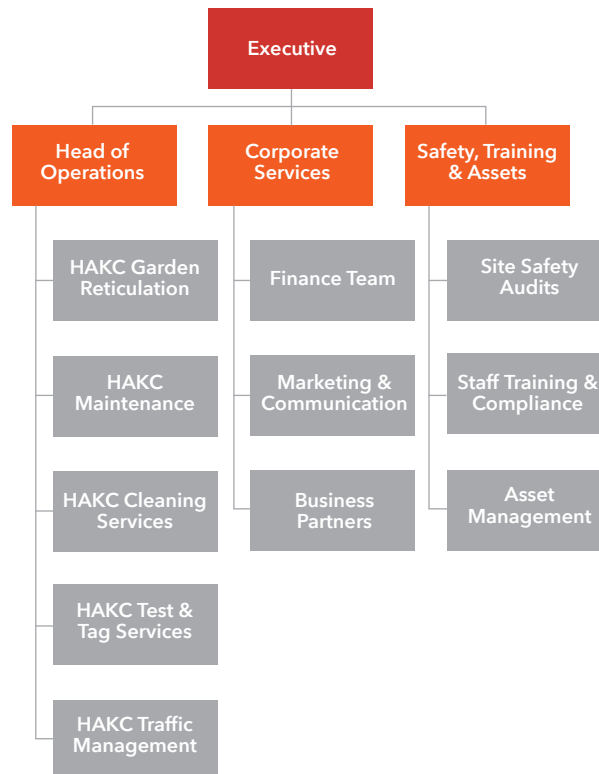 Executive
Head of
Operations
Corporate
Services
Safety, Training
& Assets
HAKC Garden
Reticulation
HAKC
Maintenance
HAKC Cleaning
Services
HAKC Test &
Tag Services
HAKC Traffic
Management
Finance Team
Marketing &
Communication
Business
Partners
Site Safety
Audits
Staff Training &
Compliance
Asset
Management